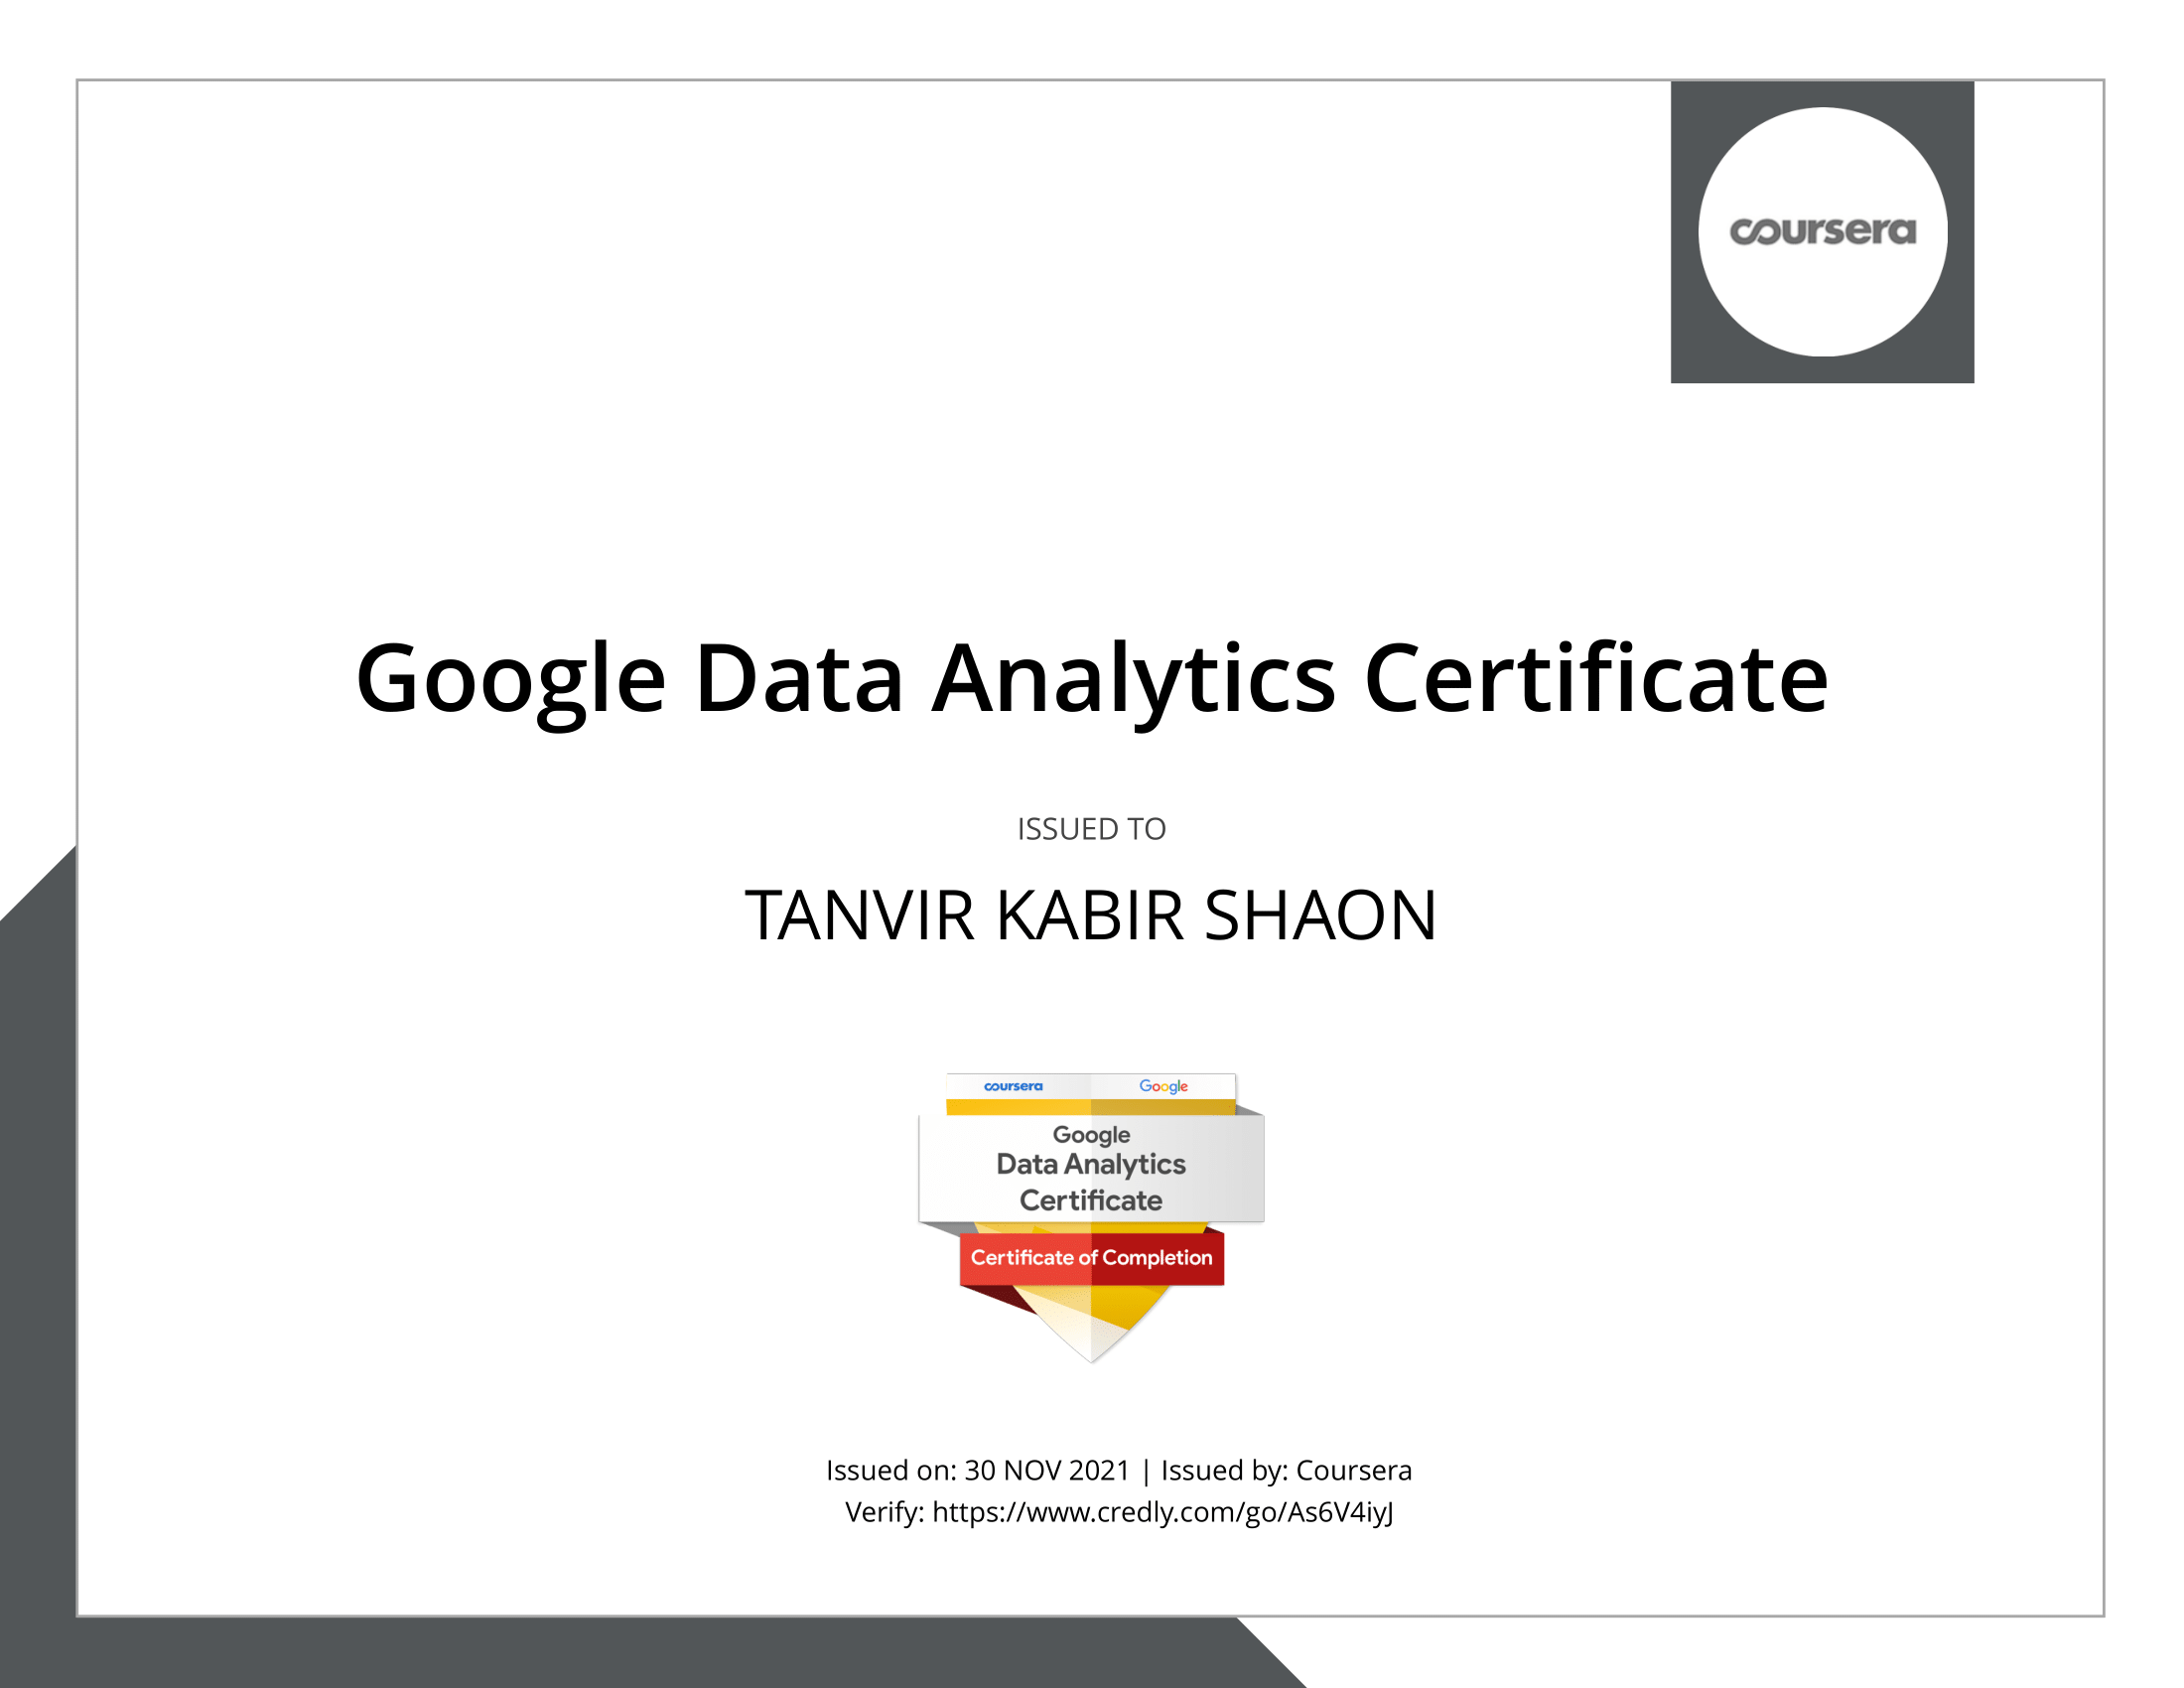 coursera
Google Data Analytics Certificate
ISSUED TO
TANVIR KABIR SHAON
coursera Google
Google
Data Analytics
Certificate
Certificate of Completion
Issued on: 30 NOV 2021 | Issued by: Coursera
Verify: https://www.credly.com/go/As6V4iyJ